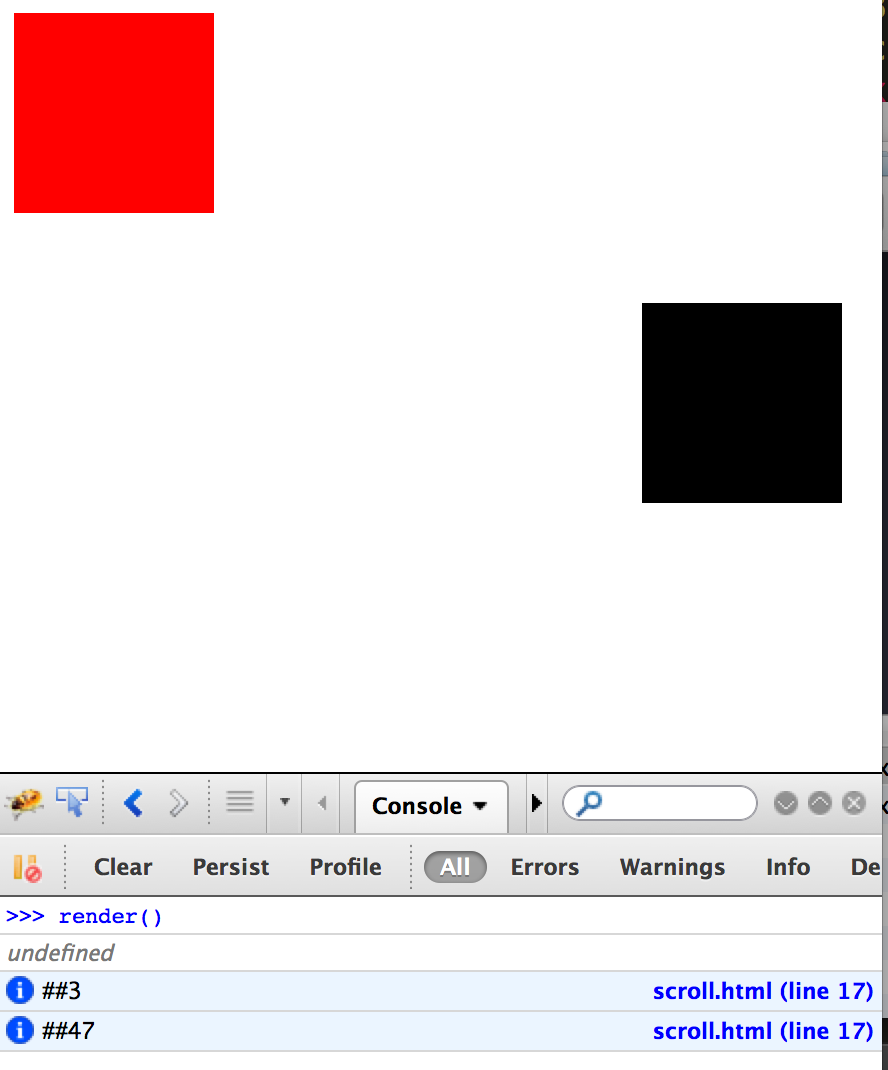 Console
Clear Persist Profile All Errors Warnings Info De
>>> render()
undefined
##3 scroll.html (line 17)
##47 scroll.html (line 17)